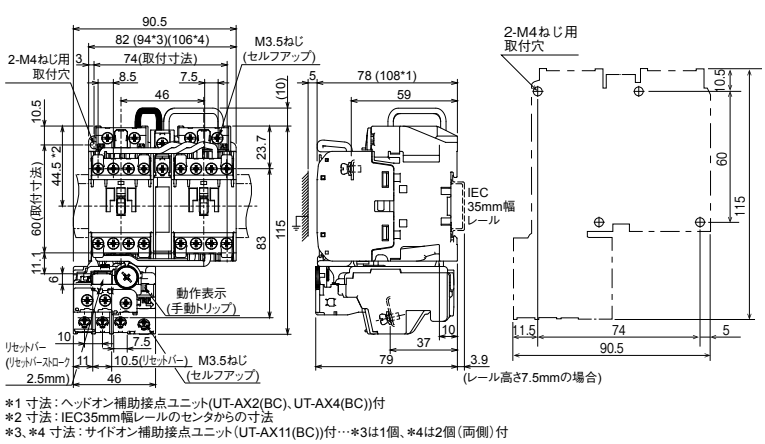 90.5
82 (94*3)(106*4)
2-M4ねじ用
取付穴
3
74(取付寸法)
M3.5ねじ
(セルフアップ)
8.5
7.5
46
(10)
10.5
44.5 *2
60(取付寸法)
11.1
6
23.7
83
115
動作表示
(手動トリップ)
リセットバー
(リセットバーストローク
2.5mm)
10
7.5
11
10.5(リセットバー)
46
M3.5ねじ
(セルフアップ)
5
78 (108*1)
59
IEC
35mm幅
レール
10
37
79
3.9
(レール高さ7.5mmの場合)
2-M4ねじ用
取付穴
10.5
60
115
11.5
74
5
90.5
*1 寸法:ヘッドオン補助接点ユニット(UT-AX2(BC)、UT-AX4(BC))付
*2 寸法:IEC35mm幅レールのセンタからの寸法
*3、*4 寸法:サイドオン補助接点ユニット(UT-AX11(BC))付…*3は1個、*4は2個(両側)付